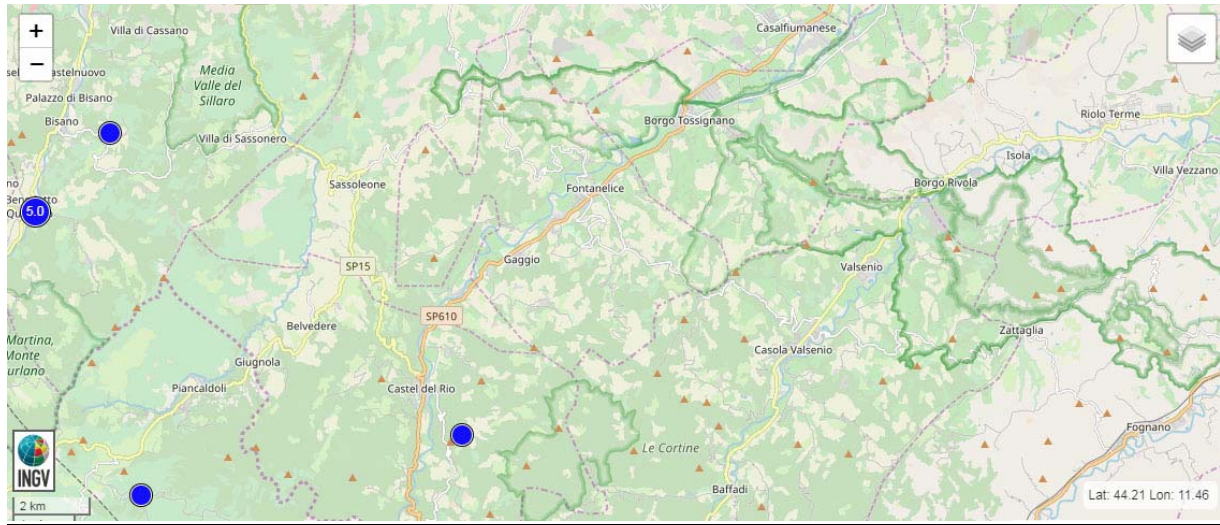 +
−
Villa di Cassano
Casalfiumanese
Media
Valle del
Sillaro
Palazzo di Bisano
Bisano
Villa di Sassonero
Borgo Tossignano
Riolo Terme
Isola
Villa Vezzano
Sassoleone
Fontanelice
Borgo Rivola
5.0
Gaggio
SP15
Valsenio
SP610
Belvedere
Zattaglia
Martina,
Monte
Giugnola
Casola Valsenio
Piancaldoli
Castel del Rio
Fognano
Le Cortine
INGV
Baffadi
2 km
Lat: 44.21 Lon: 11.46